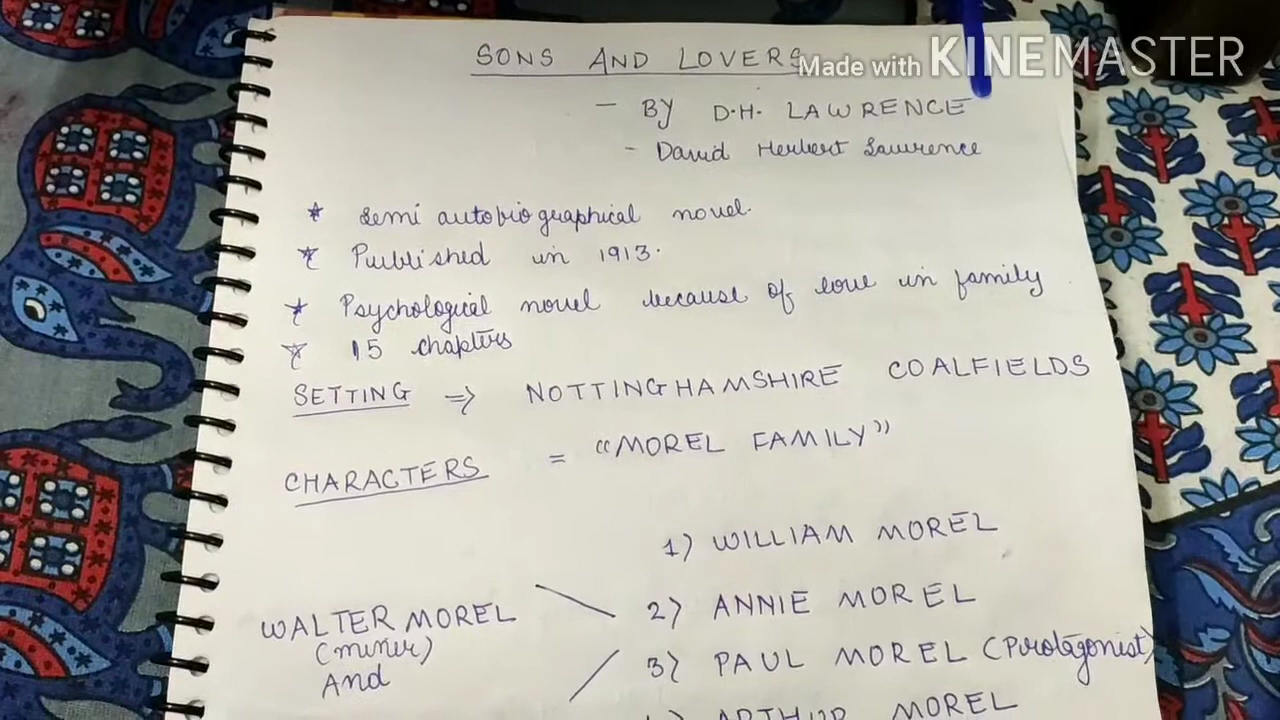 SONS AND LOVERS
Made with KINEMASTER
- BY D.H. LAWRENCE
- David Herbert Lawrence
* Semi autobiographical novel.
* Published in 1913.
* Psychological novel because of love in family
* 15 chapters
SETTING => NOTTINGHAMSHIRE COALFIELDS
CHARACTERS = "MOREL FAMILY"
1) WILLIAM MOREL
WALTER MOREL
(miner)
And
2) ANNIE MOREL
3) PAUL MOREL (Protagonist)
4) ARTHUR MOREL